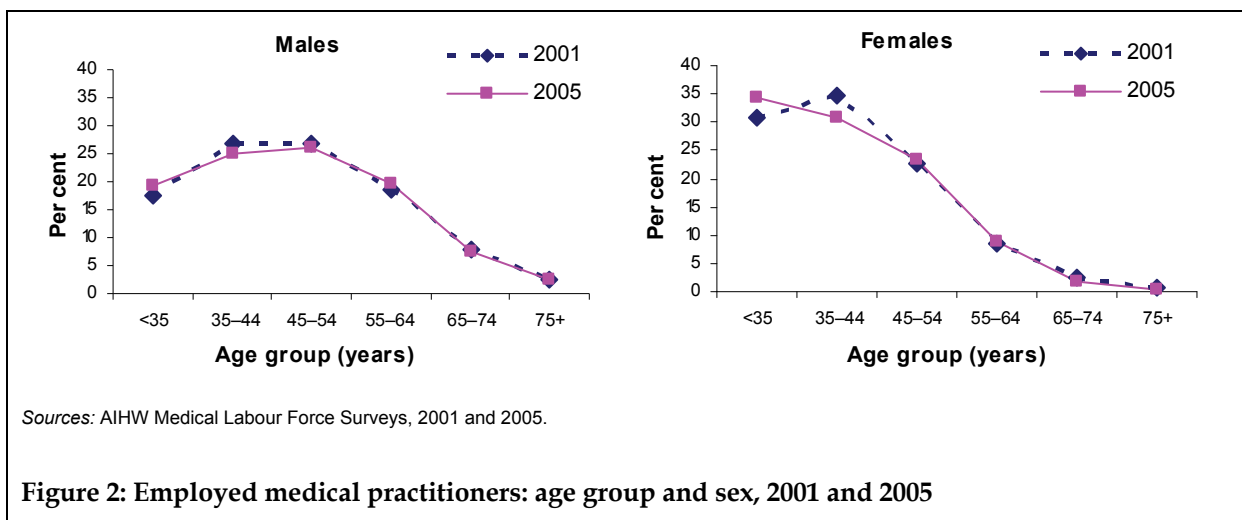 Males
2001
2005
40
35
30
25
20
15
10
5
0
Per cent
<35 35–44 45–54 55–64 65–74 75+
Age group (years)
Females
2001
2005
40
35
30
25
20
15
10
5
0
Per cent
<35 35–44 45–54 55–64 65–74 75+
Age group (years)
Sources: AIHW Medical Labour Force Surveys, 2001 and 2005.
Figure 2: Employed medical practitioners: age group and sex, 2001 and 2005